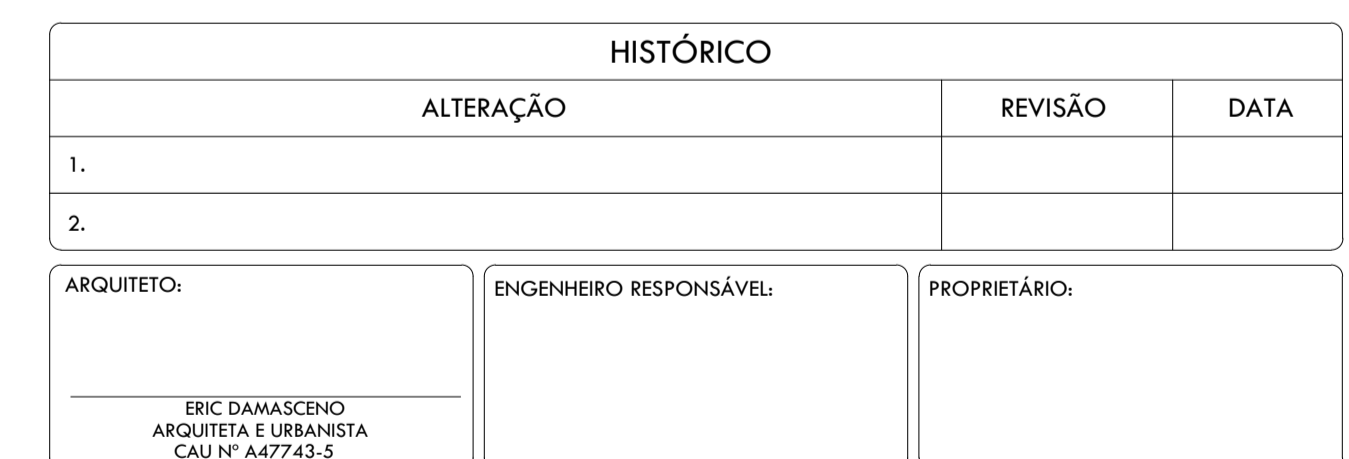 HISTÓRICO
ALTERAÇÃO REVISÃO DATA
1.
2.
ARQUITETO:
ENGENHEIRO RESPONSÁVEL:
PROPRIETÁRIO:
ERIC DAMASCENO
ARQUITETA E URBANISTA
CAU Nº A47743-5